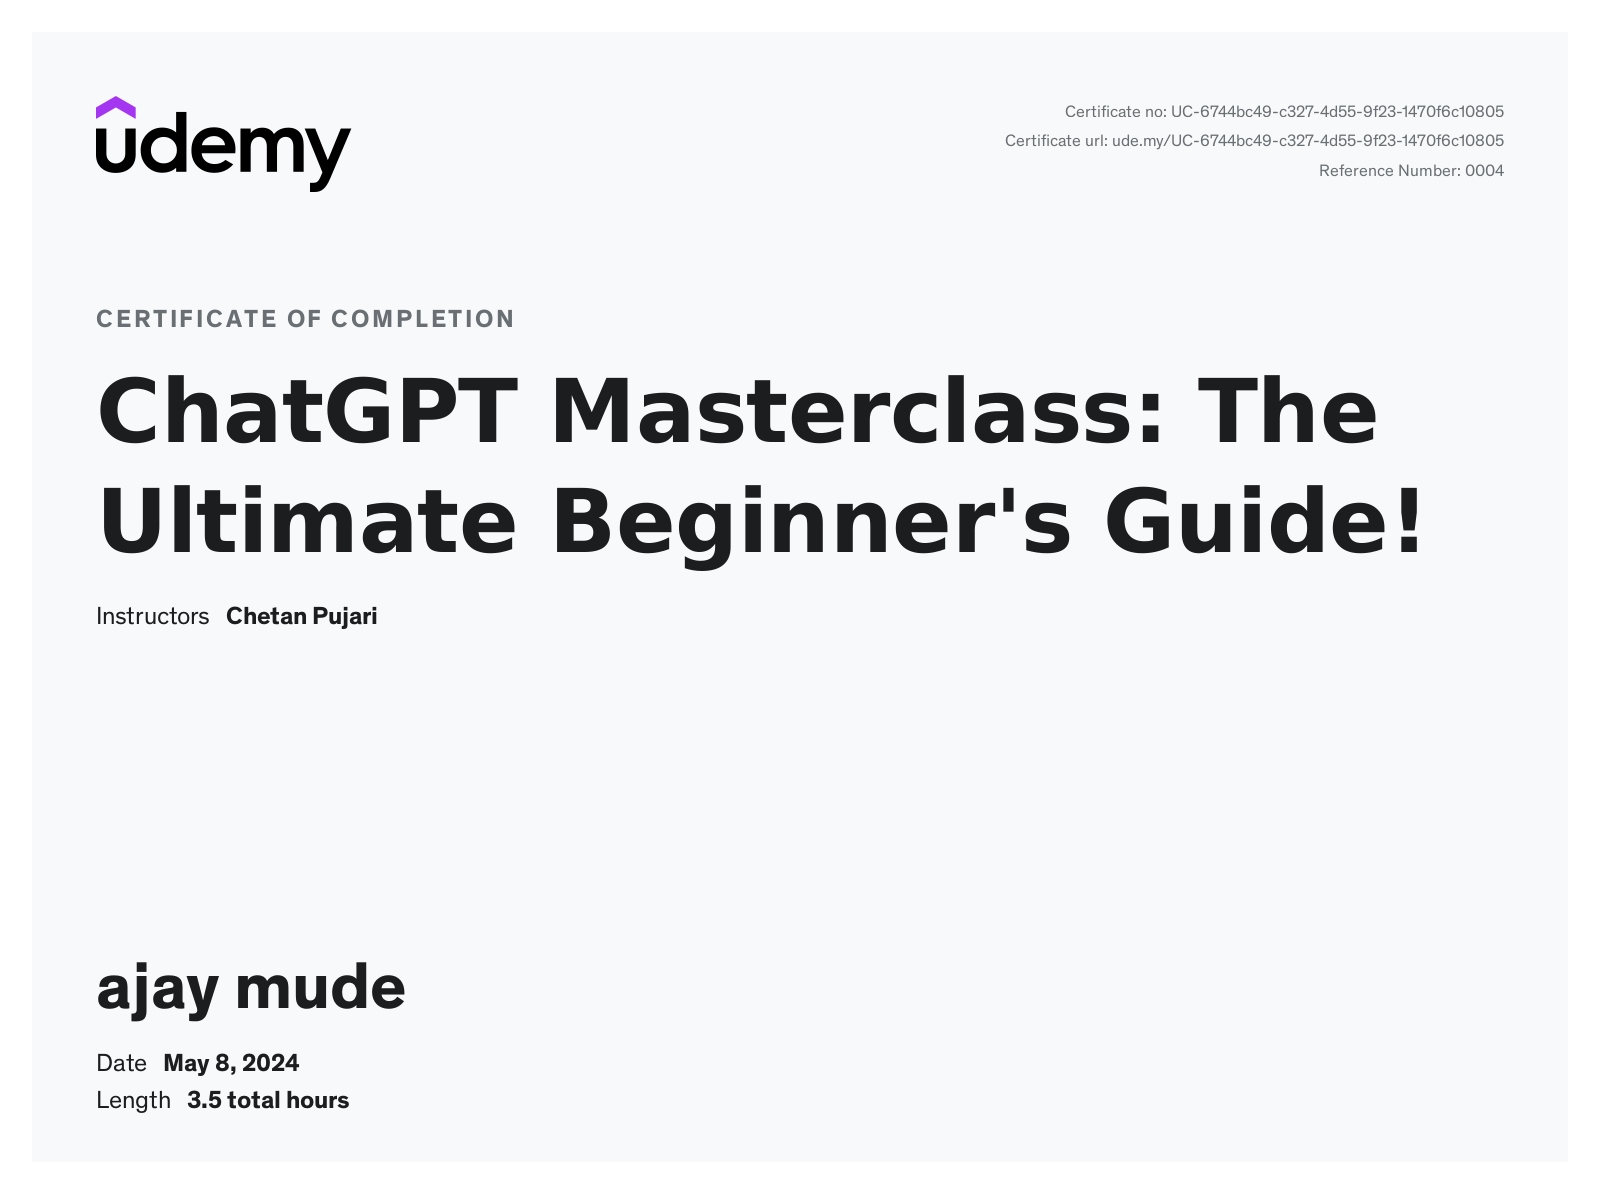 udemy
Certificate no: UC-6744bc49-c327-4d55-9f23-1470f6c10805
Certificate url: ude.my/UC-6744bc49-c327-4d55-9f23-1470f6c10805
Reference Number: 0004
CERTIFICATE OF COMPLETION
ChatGPT Masterclass: The
Ultimate Beginner's Guide!
Instructors Chetan Pujari
ajay mude
Date May 8, 2024
Length 3.5 total hours